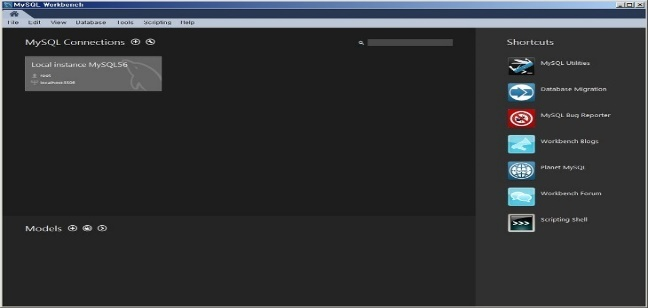 MySQL Workbench
File Edit View Database Tools Scripting Help
MySQL Connections
Shortcuts
Local instance MySQL56
root
localhost:3306
MySQL Utilities
Database Migration
MySQL Bug Reporter
Workbench Blogs
Planet MySQL
Workbench Forum
>>> Scripting Shell
Models